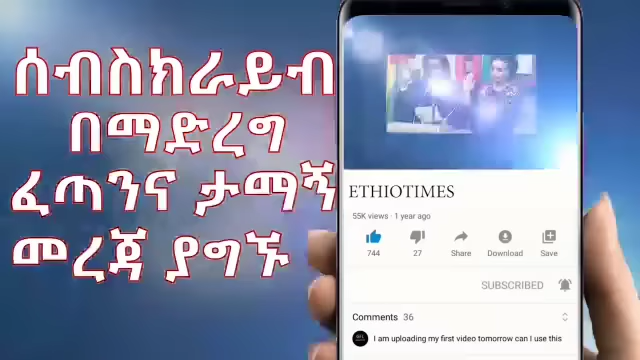 ሰብስክራይብ
በማድረግ
ፈጣንና ታማኝ
መረጃ ያግኙ
ETHIOTIMES
55K views · 1 year ago
744
27
Share
Download
Save
SUBSCRIBED
Comments 36
I am uploading my first video tomorrow can I use this